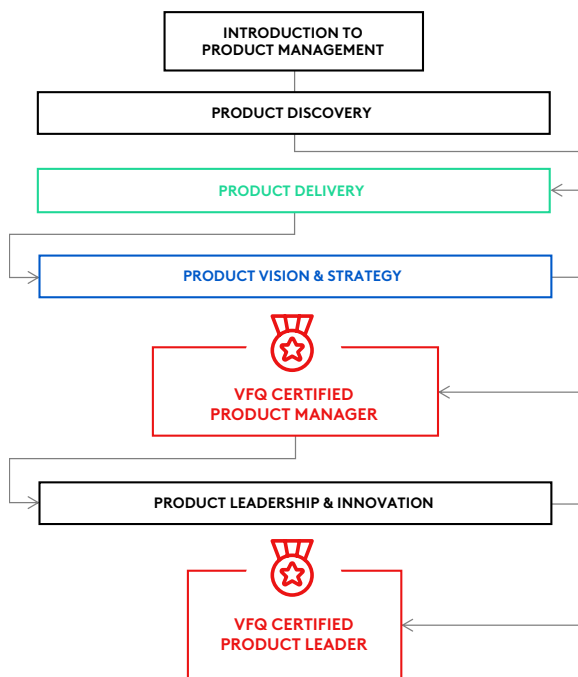 INTRODUCTION TO
PRODUCT MANAGEMENT
PRODUCT DISCOVERY
PRODUCT DELIVERY
PRODUCT VISION & STRATEGY
VFQ CERTIFIED
PRODUCT MANAGER
PRODUCT LEADERSHIP & INNOVATION
VFQ CERTIFIED
PRODUCT LEADER